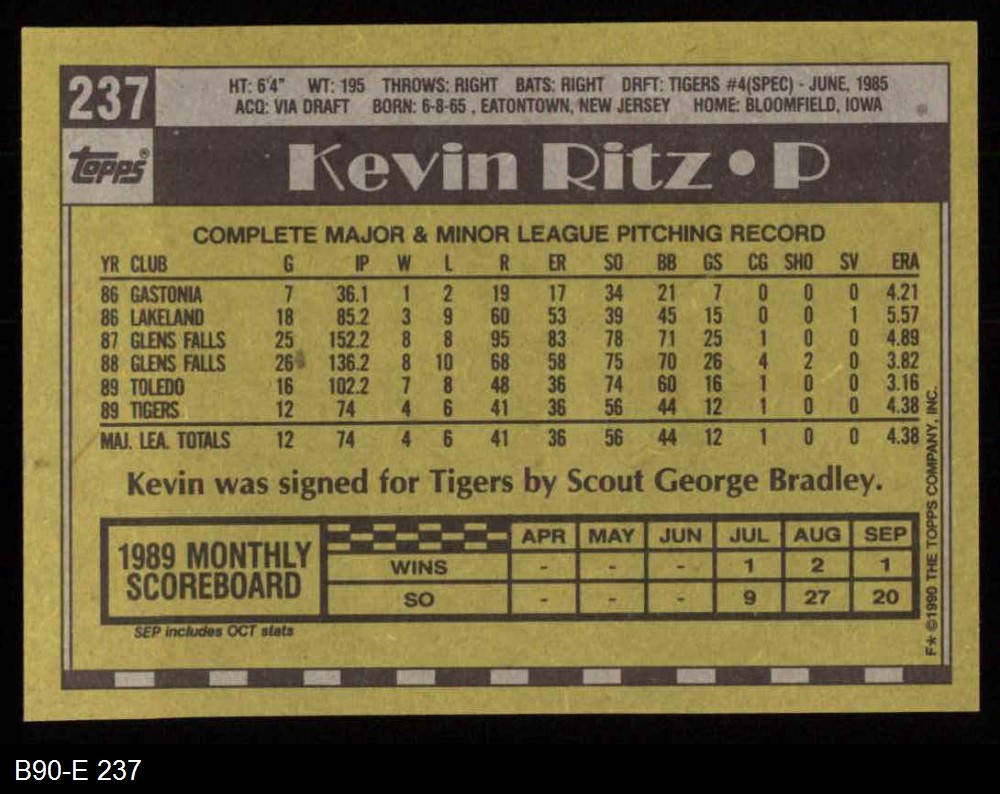 237
HT: 6'4" WT: 195 THROWS: RIGHT BATS: RIGHT DRFT: TIGERS #4(SPEC) - JUNE, 1985
ACQ: VIA DRAFT BORN: 6-8-65 , EATONTOWN, NEW JERSEY HOME: BLOOMFIELD, IOWA
topps®
Kevin Ritz • P
COMPLETE MAJOR & MINOR LEAGUE PITCHING RECORD
YR CLUB G IP W L R ER SO BB GS CG SHO SV ERA
86 GASTONIA 7 36.1 1 2 19 17 34 21 7 0 0 0 4.21
86 LAKELAND 18 85.2 3 9 60 53 39 45 15 0 0 1 5.57
87 GLENS FALLS 25 152.2 8 8 95 83 78 71 25 1 0 0 4.89
88 GLENS FALLS 26 136.2 8 10 68 58 75 70 26 4 2 0 3.82
89 TOLEDO 16 102.2 7 8 48 36 74 60 16 1 0 0 3.16
89 TIGERS 12 74 4 6 41 36 56 44 12 1 0 0 4.38
MAJ. LEA. TOTALS 12 74 4 6 41 36 56 44 12 1 0 0 4.38
Kevin was signed for Tigers by Scout George Bradley.
1989 MONTHLY
SCOREBOARD
APR MAY JUN JUL AUG SEP
WINS - - - 1 2 1
SO - - - 9 27 20
SEP includes OCT stats
F* ©1990 THE TOPPS COMPANY, INC.
B90-E 237